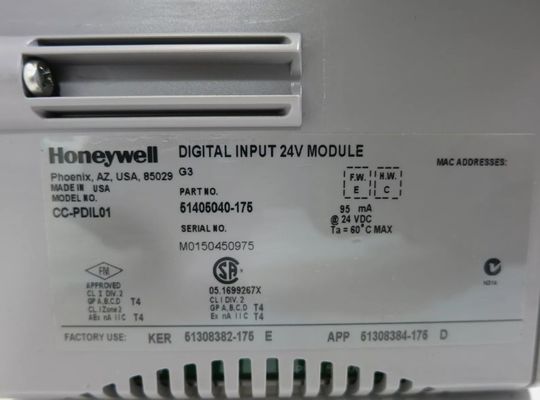 Honeywell DIGITAL INPUT 24V MODULE
Phoenix, AZ, USA, 85029 G3
MAC ADDRESSES:
MADE IN USA
MODEL NO.
CC-PDIL01
PART NO.
51405040-175
SERIAL NO.
M0150450975
F.W. H.W.
E C
95 mA
@ 24 VDC
Ta = 60°C MAX
FM
APPROVED
CL I DIV. 2
GP A,B,C,D T4
CL I Zone 2
AEx nA IIC T4
SA
05.1699267X
CL I DIV. 2
GP A,B,C,D T4
Ex nA IIC T4
N314
FACTORY USE: KER 51308382-175 E APP 51308384-175 D